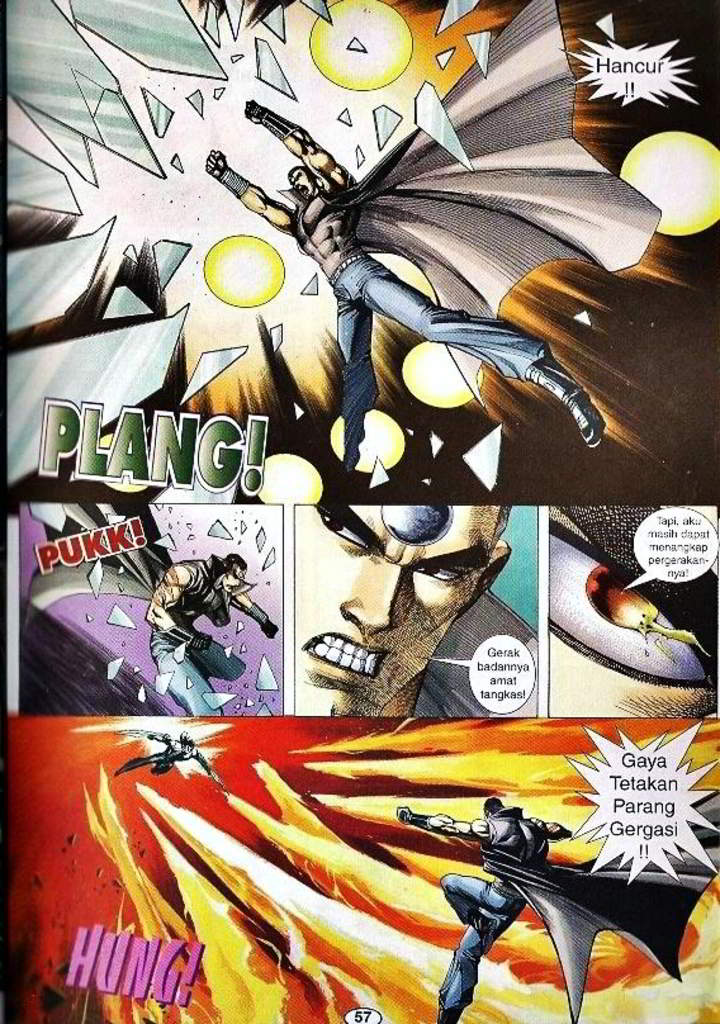 Hancur
!!
PLANG!
PUKK!
Gerak
badannya
amat
tangkas!
Tapi, aku
masih dapat
menangkap
pergerakan-
nya!
Gaya
Tetakan
Parang
Gergasi
!!
HUNG!
57